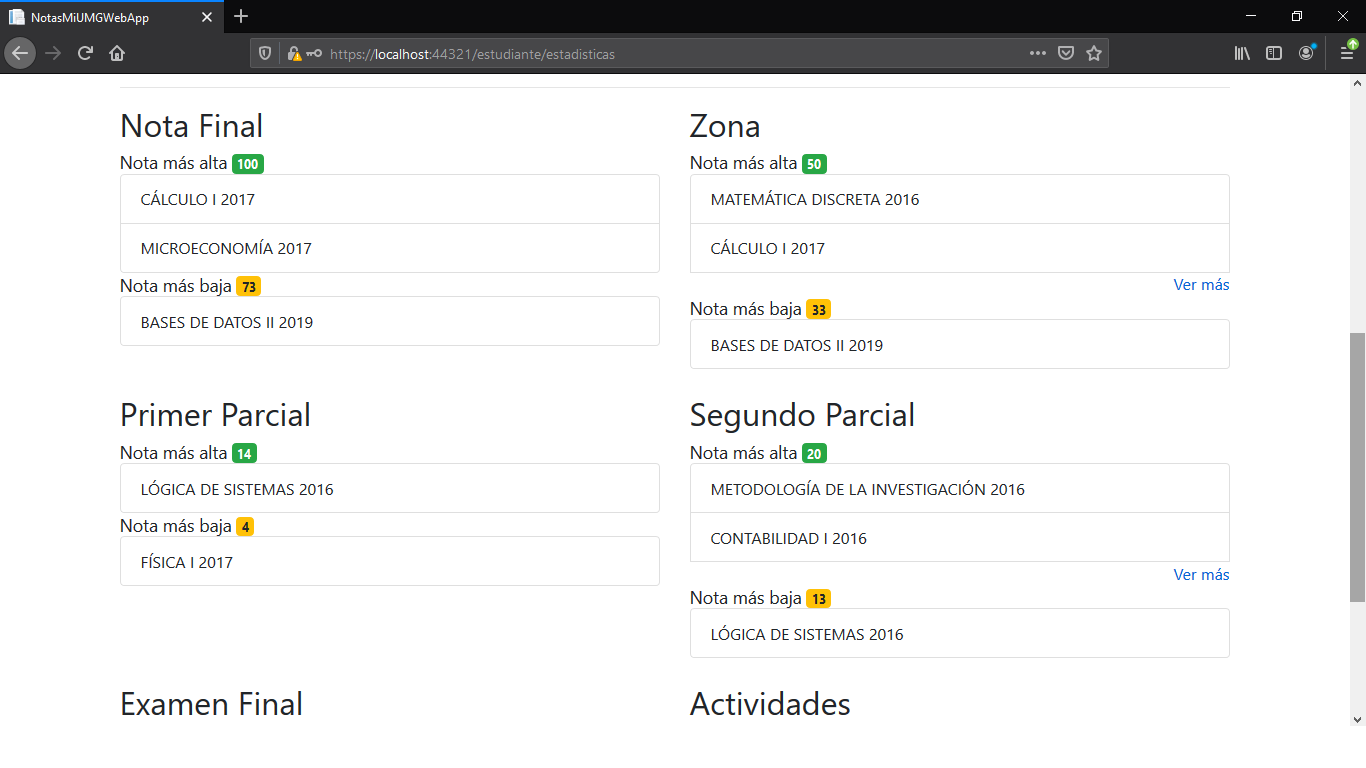 NotasMiUMGWebApp
https://localhost:44321/estudiante/estadisticas
Nota Final
Nota más alta 100
CÁLCULO I 2017
MICROECONOMÍA 2017
Nota más baja 73
BASES DE DATOS II 2019
Zona
Nota más alta 50
MATEMÁTICA DISCRETA 2016
CÁLCULO I 2017
Ver más
Nota más baja 33
BASES DE DATOS II 2019
Primer Parcial
Nota más alta 14
LÓGICA DE SISTEMAS 2016
Nota más baja 4
FÍSICA I 2017
Segundo Parcial
Nota más alta 20
METODOLOGÍA DE LA INVESTIGACIÓN 2016
CONTABILIDAD I 2016
Ver más
Nota más baja 13
LÓGICA DE SISTEMAS 2016
Examen Final
Actividades